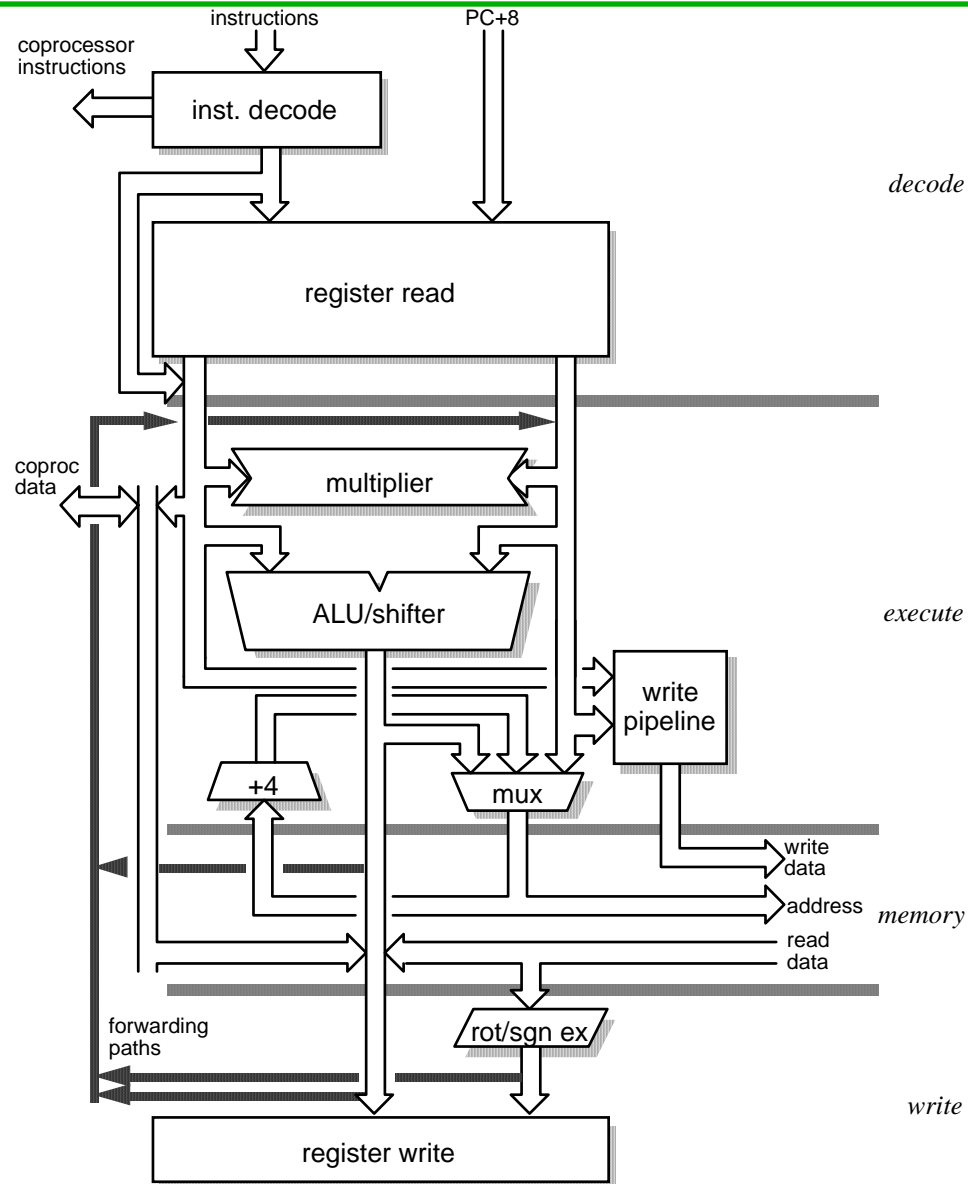 instructions
PC+8
coprocessor
instructions
inst. decode
decode
register read
multiplier
coproc
data
ALU/shifter
execute
write
pipeline
+4
mux
write
data
address
memory
read
data
rot/sgn ex
forwarding
paths
write
register write